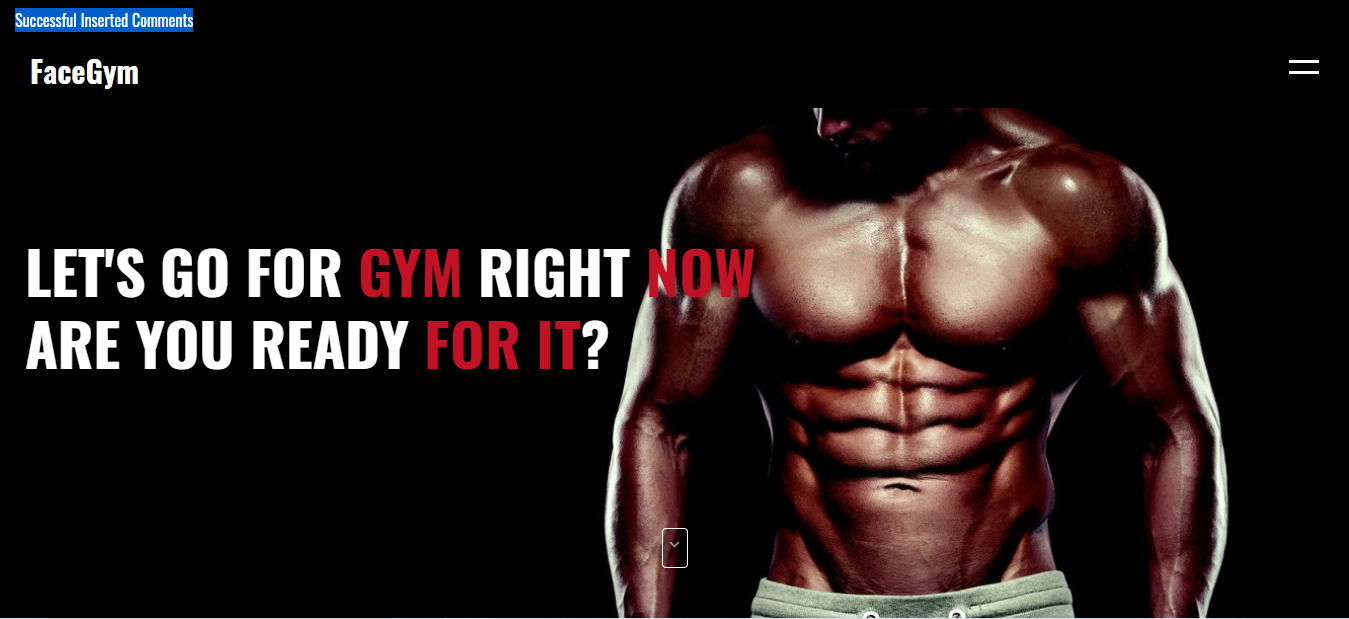 Successful Inserted Comments
FaceGym
LET'S GO FOR GYM RIGHT NOW
ARE YOU READY FOR IT?